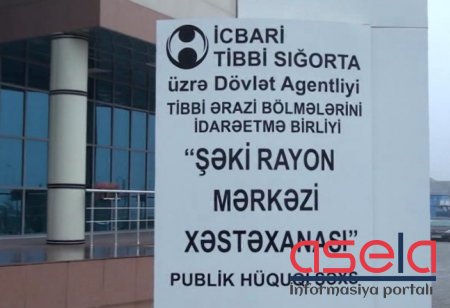 İCBARİ
TİBBİ SIĞORTA
üzrə Dövlət Agentliyi
TİBBİ ƏRAZİ BÖLMƏLƏRİNİ
İDARƏETMƏ BİRLİYİ
“ŞƏKİ RAYON
MƏRKƏZİ
XƏSTƏXANASI”
PUBLİK HÜQUQİ ŞƏXS
asela
informasiya portalı